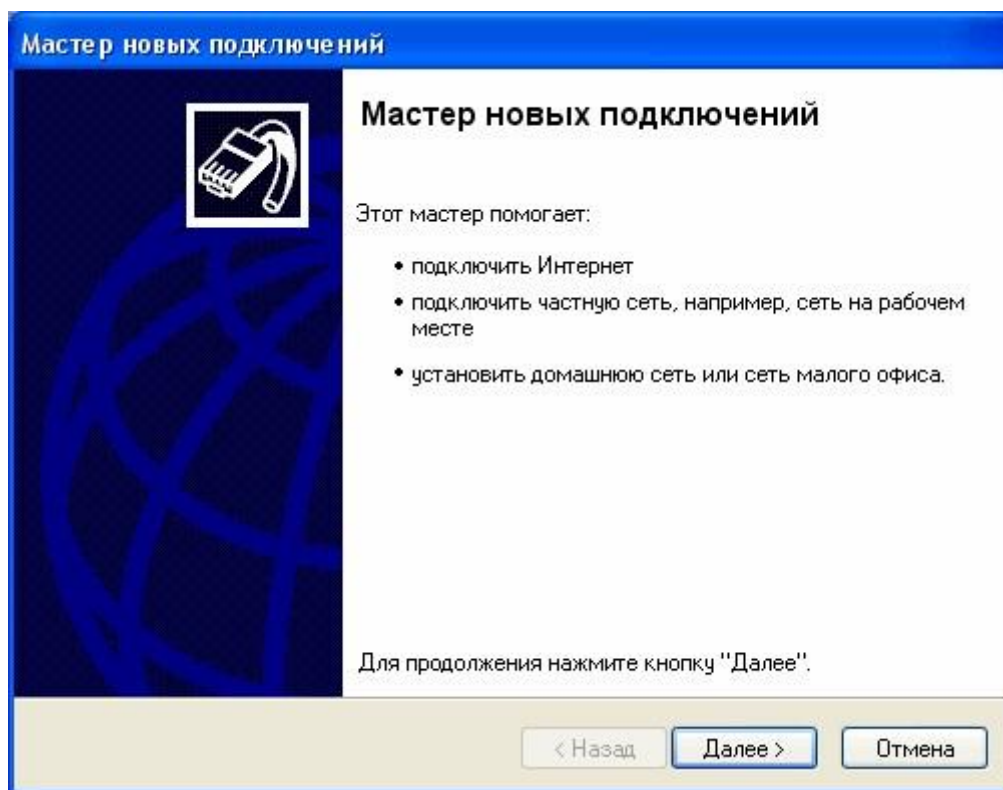 Мастер новых подключений
Мастер новых подключений
Этот мастер помогает:
• подключить Интернет
• подключить частную сеть, например, сеть на рабочем
месте
• установить домашнюю сеть или сеть малого офиса.
Для продолжения нажмите кнопку "Далее".
< Назад Далее > Отмена